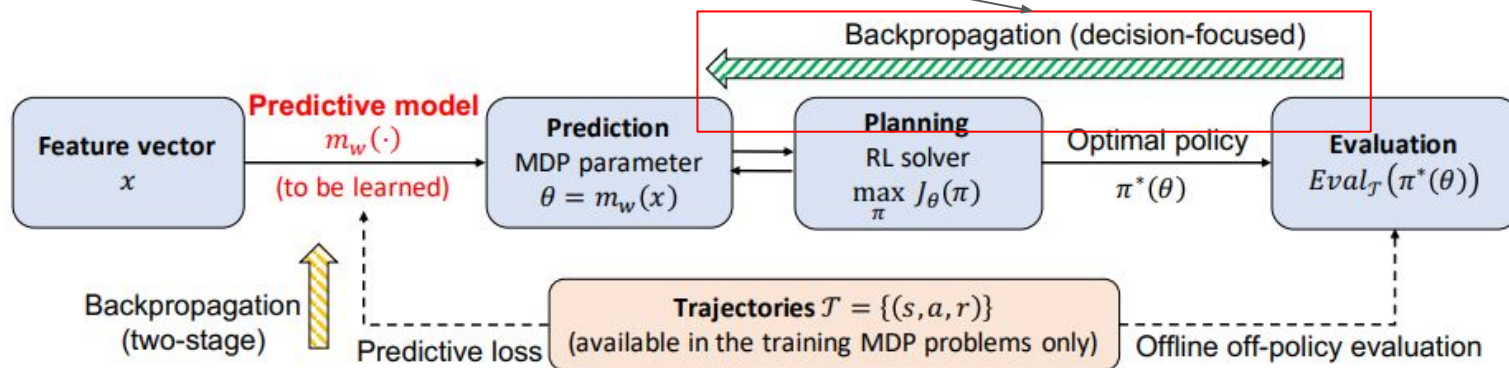 Backpropagation (decision-focused)
Feature vector
x
Predictive model
m_w(·)
(to be learned)
Prediction
MDP parameter
θ = m_w(x)
Planning
RL solver
max_π J_θ(π)
Optimal policy
π*(θ)
Evaluation
Eval_𝒯(π*(θ))
Backpropagation
(two-stage)
Predictive loss
Trajectories 𝒯 = {(s, a, r)}
(available in the training MDP problems only)
Offline off-policy evaluation